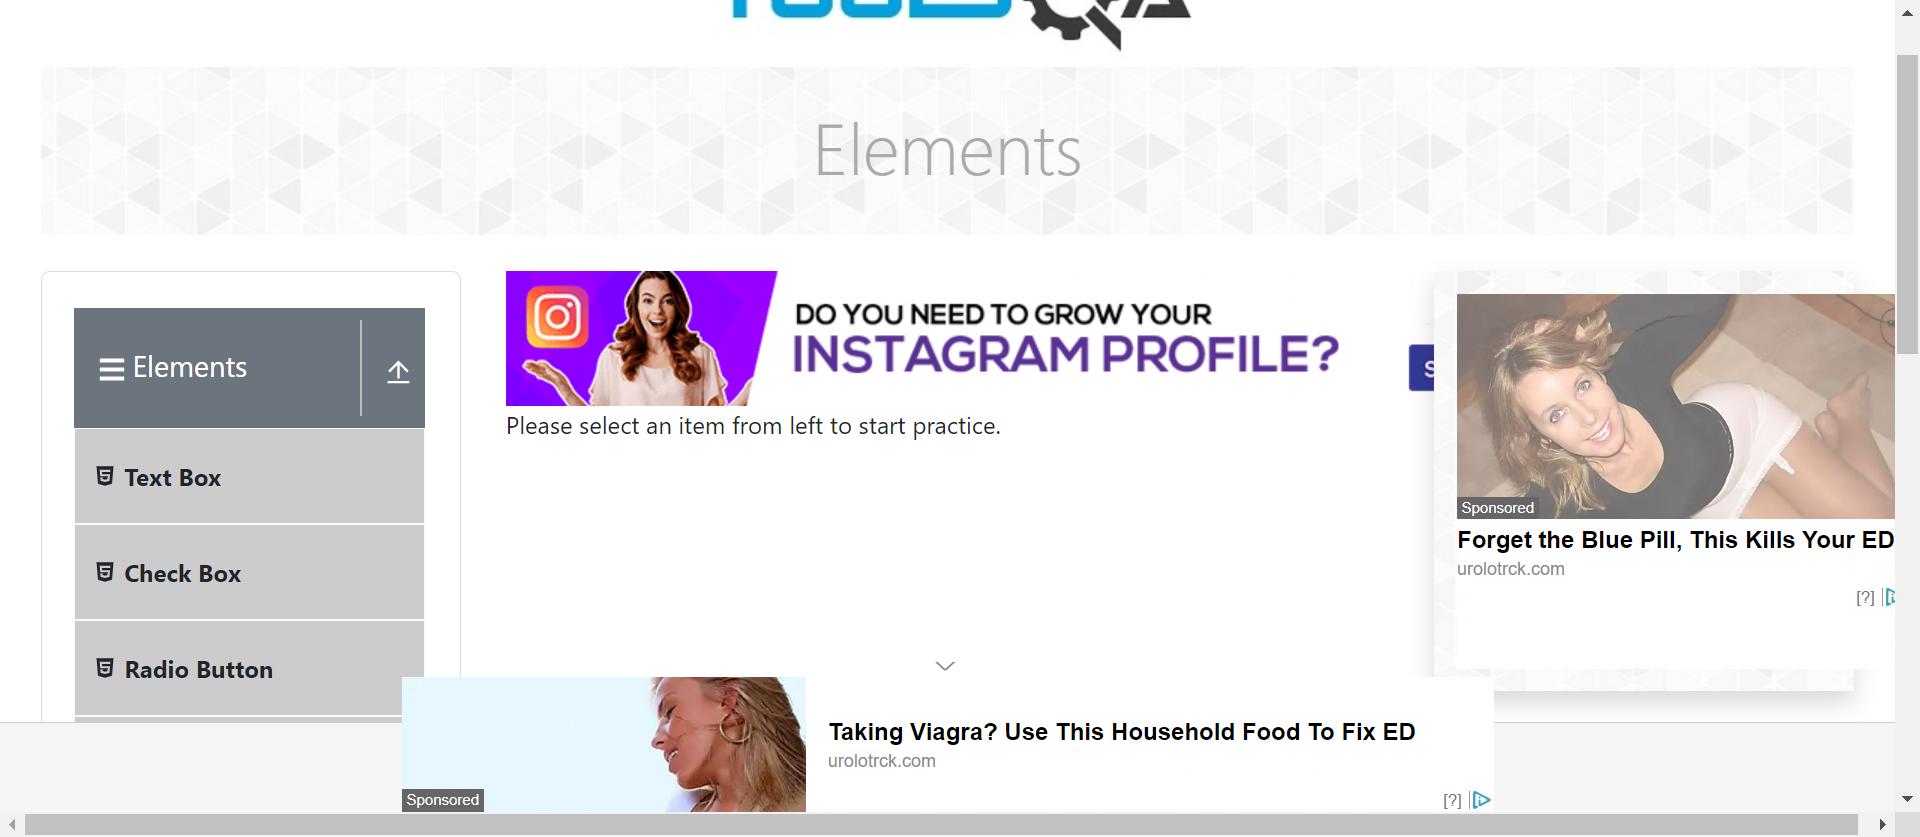 Elements
Elements
Text Box
Check Box
Radio Button
DO YOU NEED TO GROW YOUR
INSTAGRAM PROFILE?
S
Please select an item from left to start practice.
Sponsored
Forget the Blue Pill, This Kills Your ED
urolotrck.com
[?]
Taking Viagra? Use This Household Food To Fix ED
urolotrck.com
Sponsored
[?]